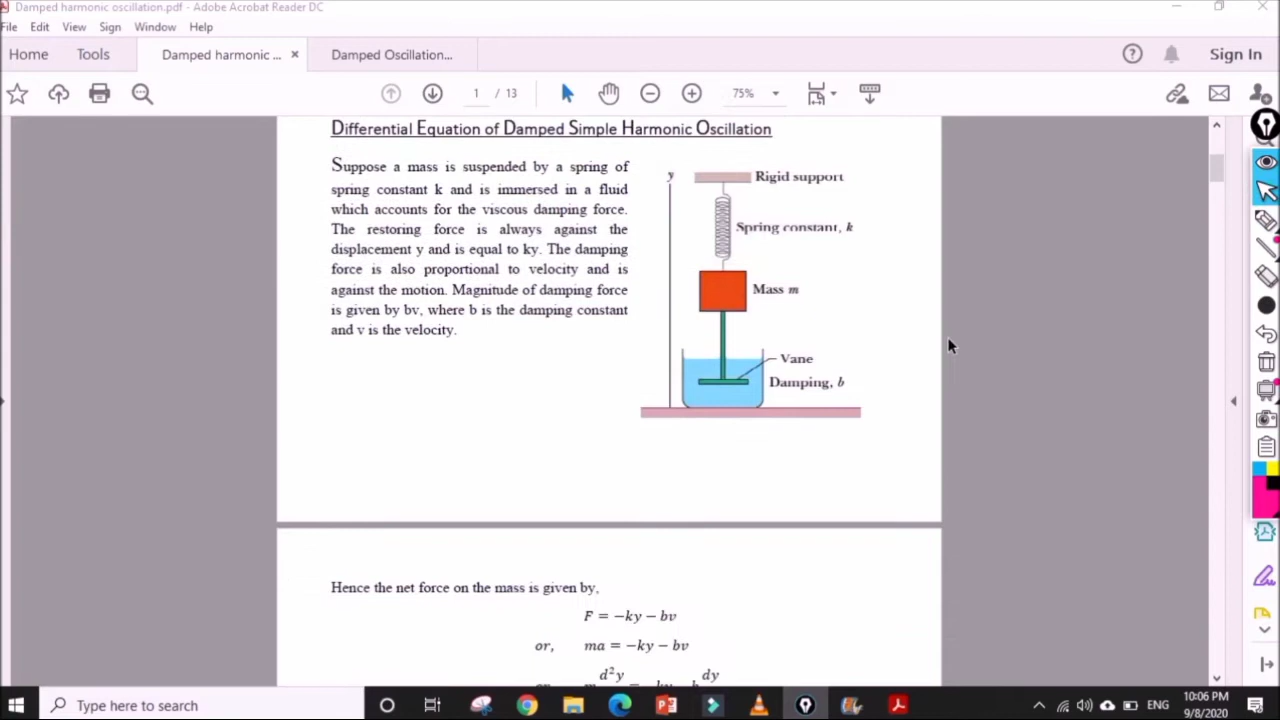 Damped harmonic oscillation.pdf - Adobe Acrobat Reader DC
File Edit View Sign Window Help
Home Tools Damped harmonic ... × Damped Oscillation... Sign In
1 / 13 75%
Differential Equation of Damped Simple Harmonic Oscillation
Suppose a mass is suspended by a spring of
spring constant k and is immersed in a fluid
which accounts for the viscous damping force.
The restoring force is always against the
displacement y and is equal to ky. The damping
force is also proportional to velocity and is
against the motion. Magnitude of damping force
is given by bv, where b is the damping constant
and v is the velocity.
y
Rigid support
Spring constant, k
Mass m
Vane
Damping, b
Hence the net force on the mass is given by,
F = −ky − bv
or, ma = −ky − bv
d²y dy
Type here to search
ENG
10:06 PM
9/8/2020